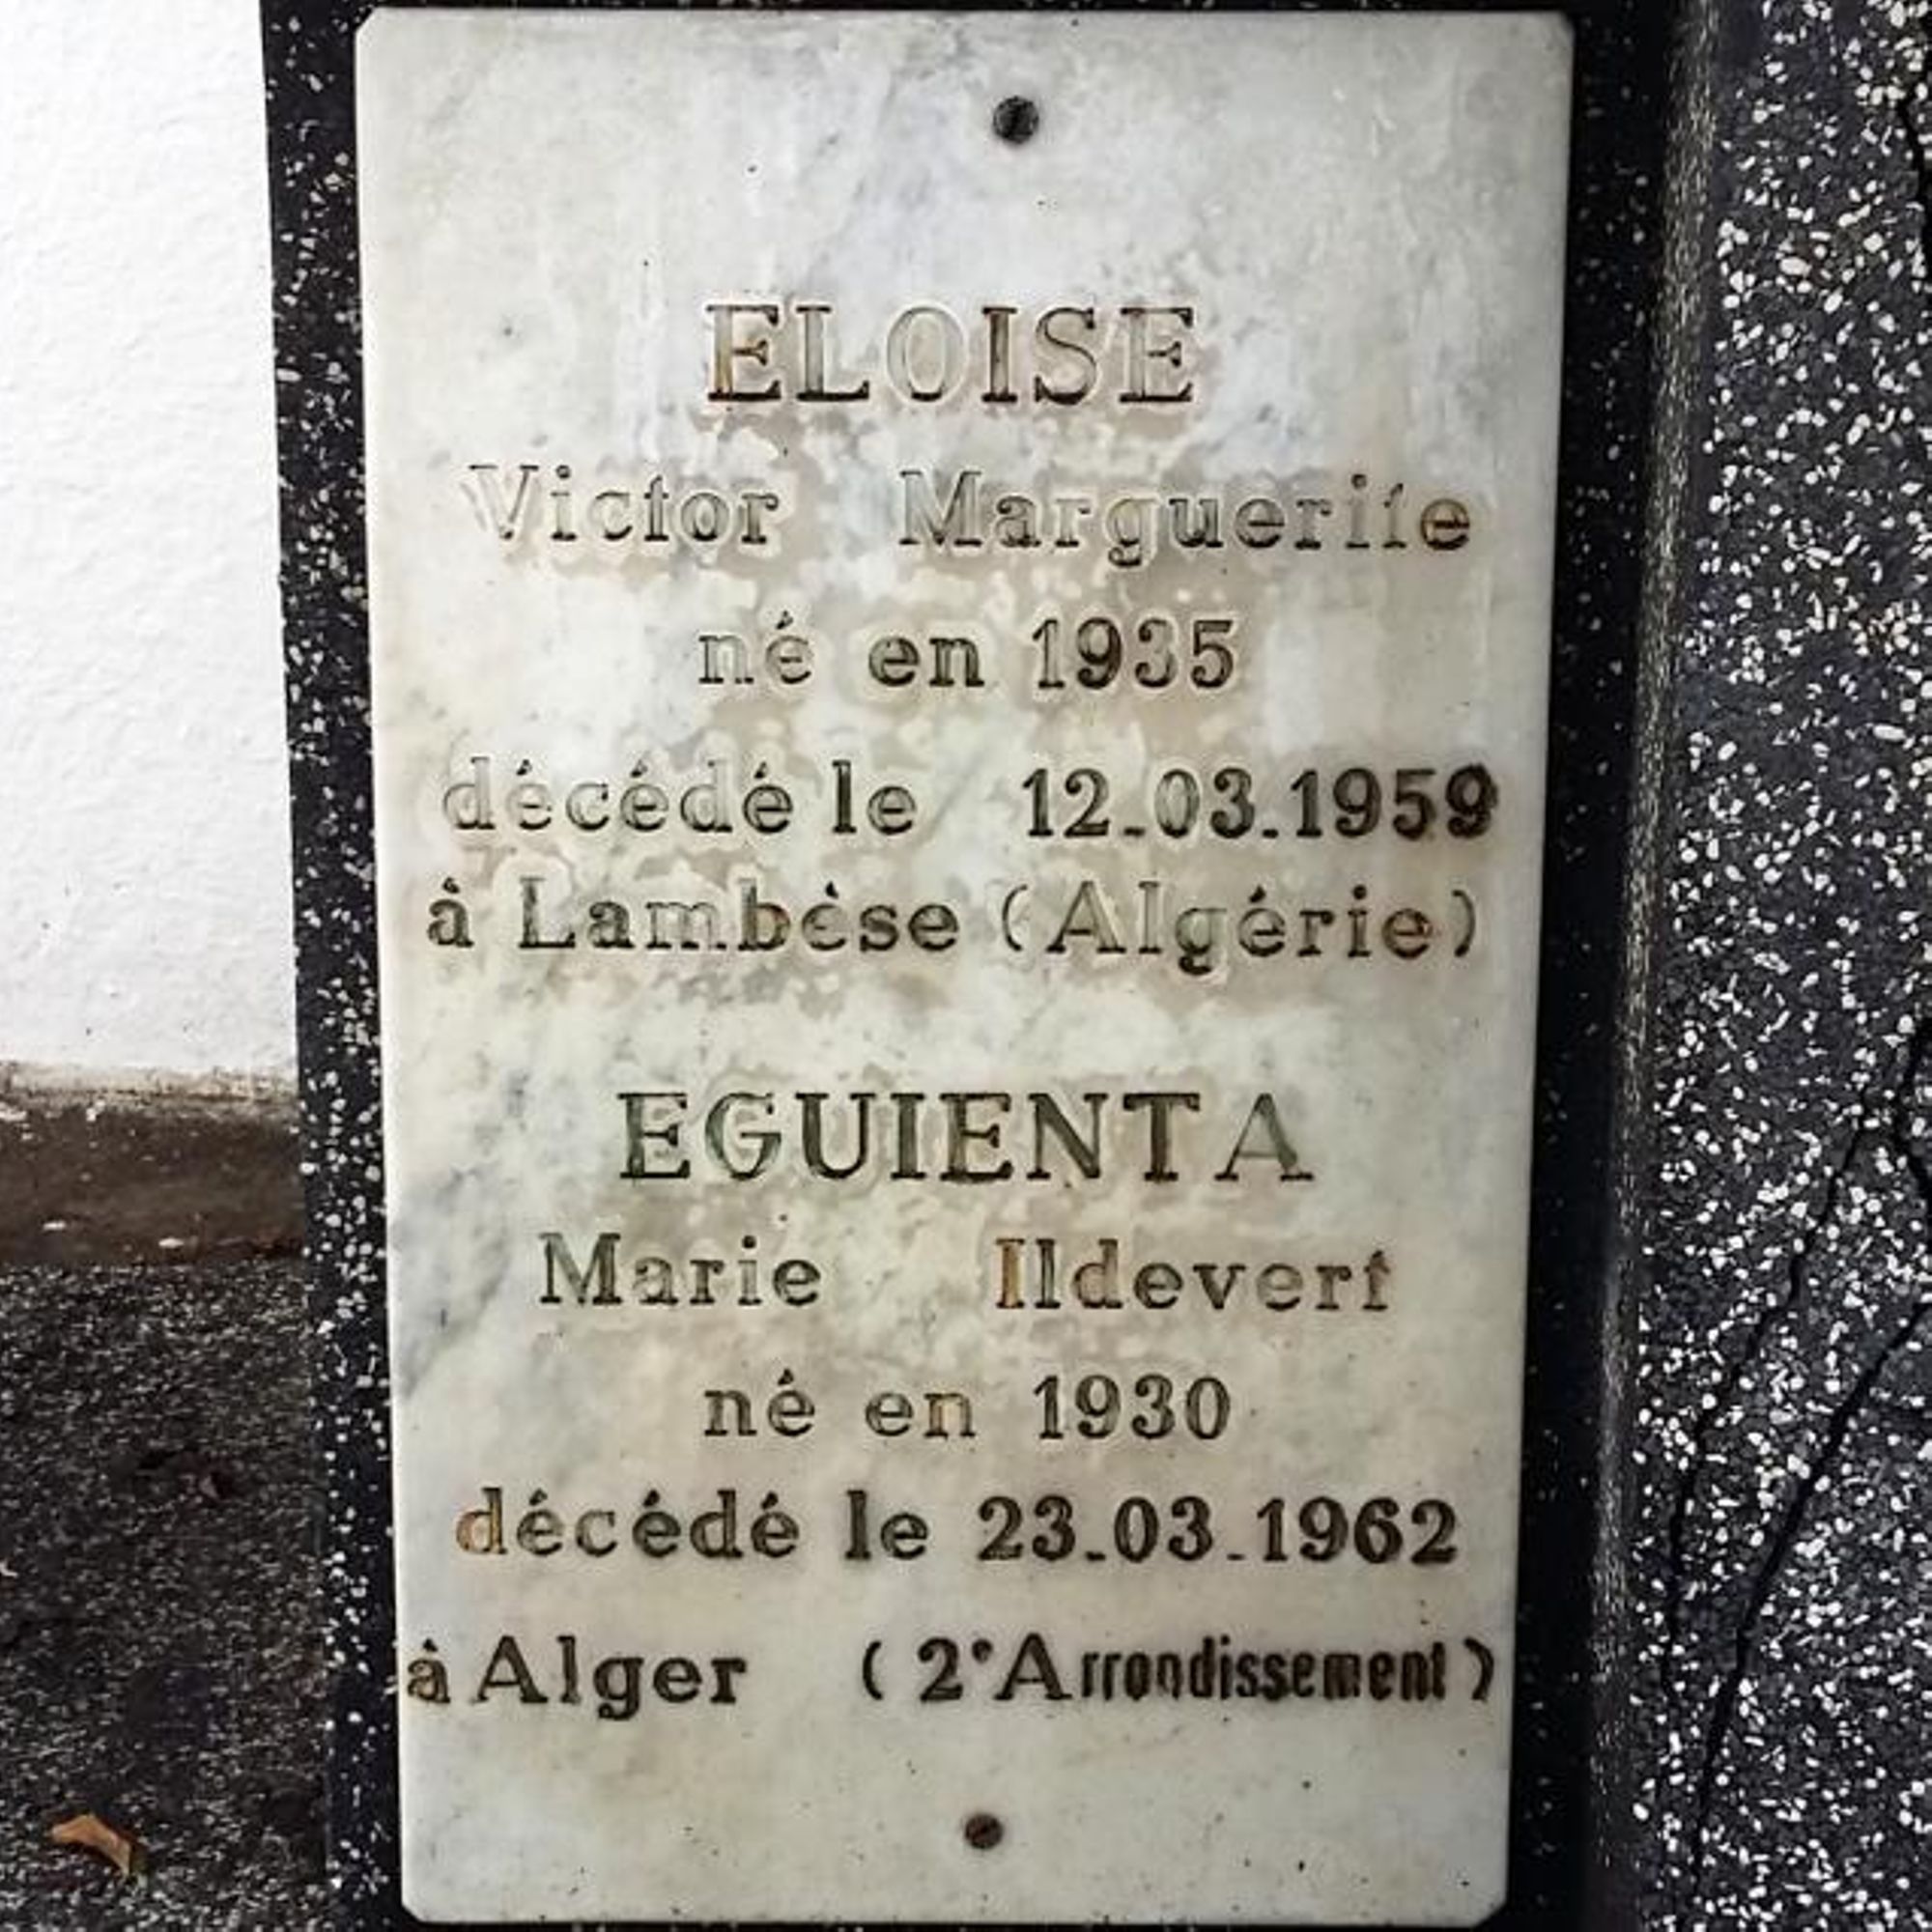 ELOISE
Victor Marguerite
né en 1935
décédé le 12.03.1959
à Lambèse (Algérie)
EGUIENTA
Marie Ildevert
né en 1930
décédé le 23.03.1962
à Alger (2e Arrondissement)